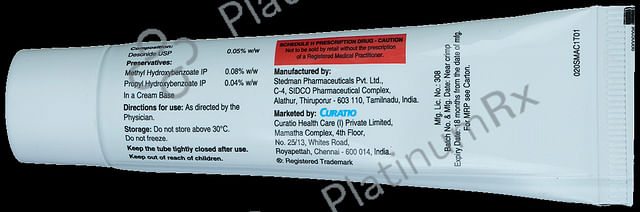 Composition:
Desonide USP 0.05% w/w
Preservatives:
Methyl Hydroxybenzoate IP 0.08% w/w
Propyl Hydroxybenzoate IP 0.04% w/w
In a Cream Base
Directions for use: As directed by the
Physician.
Storage: Do not store above 30°C.
Do not freeze.
Keep the tube tightly closed after use.
Keep out of reach of children.
SCHEDULE H PRESCRIPTION DRUG - CAUTION
Not to be sold by retail without the prescription
of a Registered Medical Practitioner.
Manufactured by:
Stedman Pharmaceuticals Pvt. Ltd.,
C-4, SIDCO Pharmaceutical Complex,
Alathur, Thiruporur - 603 110, Tamilnadu, India.
Marketed by CURATIO
Curatio Health Care (I) Private Limited,
Mamatha Complex, 4th Floor,
No. 25/13, Whites Road,
Royapettah, Chennai - 600 014, India.
®: Registered Trademark
Mfg. Lic. No.: 308
Batch No. & Mfg. Date: Near crimp
Expiry Date: 18 months from the date of mfg.
For MRP see Carton.
020SMAC1T01
PlatinumRx
PlatinumRx